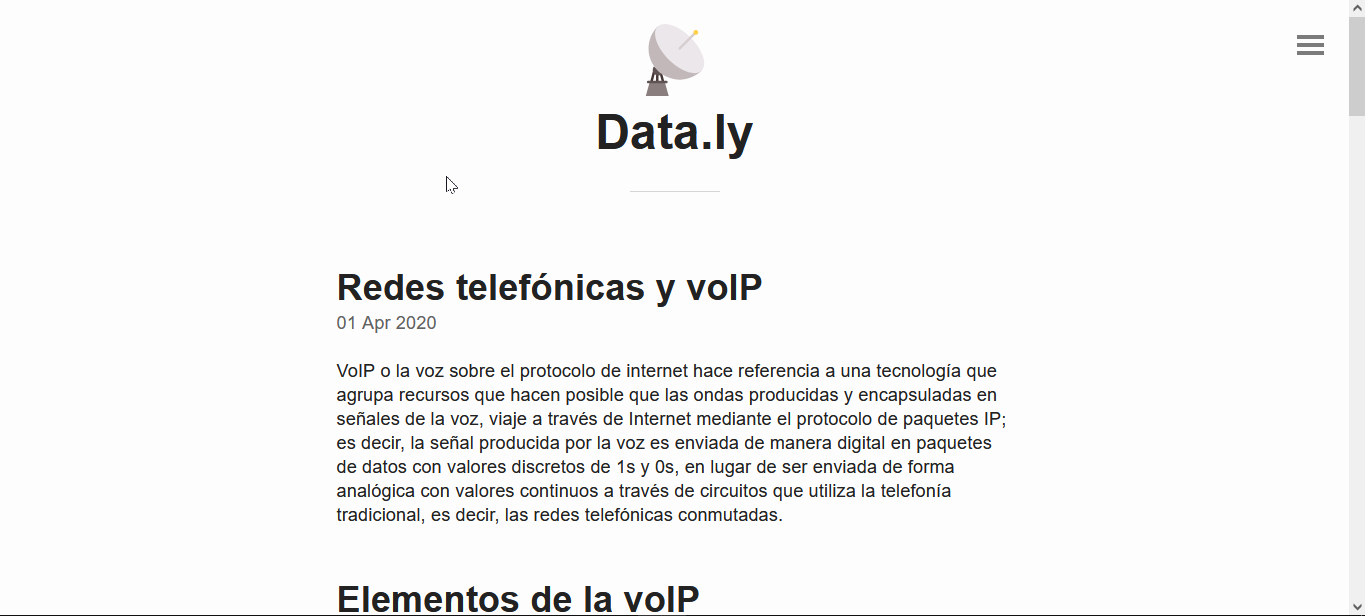 Data.ly
Redes telefónicas y voIP
01 Apr 2020
VoIP o la voz sobre el protocolo de internet hace referencia a una tecnología que
agrupa recursos que hacen posible que las ondas producidas y encapsuladas en
señales de la voz, viaje a través de Internet mediante el protocolo de paquetes IP;
es decir, la señal producida por la voz es enviada de manera digital en paquetes
de datos con valores discretos de 1s y 0s, en lugar de ser enviada de forma
analógica con valores continuos a través de circuitos que utiliza la telefonía
tradicional, es decir, las redes telefónicas conmutadas.
Elementos de la voIP